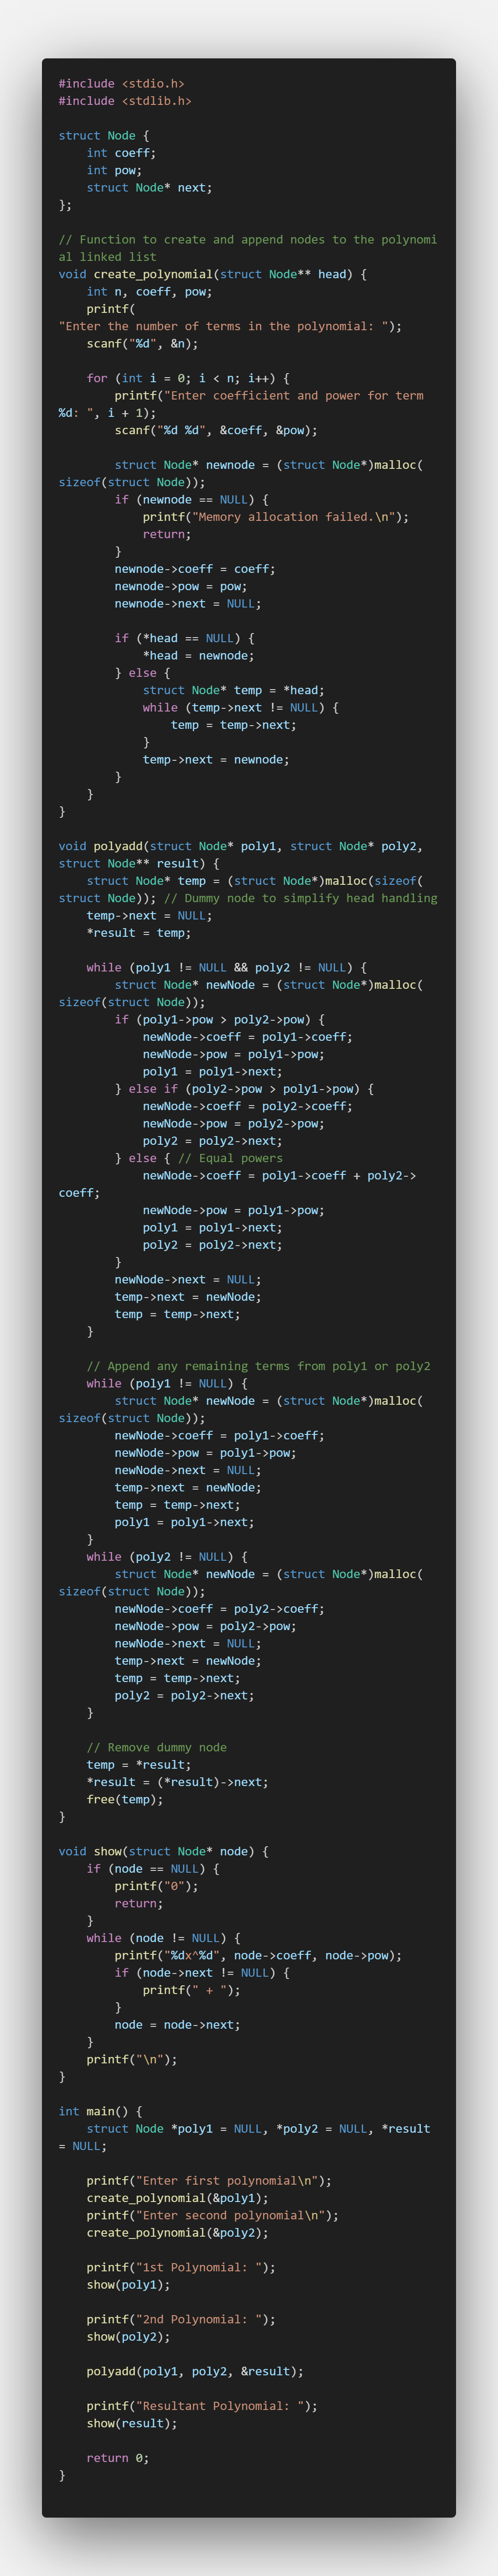 #include <stdio.h>
#include <stdlib.h>

struct Node {
    int coeff;
    int pow;
    struct Node* next;
};

// Function to create and append nodes to the polynomi
al linked list
void create_polynomial(struct Node** head) {
    int n, coeff, pow;
    printf(
"Enter the number of terms in the polynomial: ");
    scanf("%d", &n);

    for (int i = 0; i < n; i++) {
        printf("Enter coefficient and power for term 
%d: ", i + 1);
        scanf("%d %d", &coeff, &pow);

        struct Node* newnode = (struct Node*)malloc(
sizeof(struct Node));
        if (newnode == NULL) {
            printf("Memory allocation failed.\n");
            return;
        }
        newnode->coeff = coeff;
        newnode->pow = pow;
        newnode->next = NULL;

        if (*head == NULL) {
            *head = newnode;
        } else {
            struct Node* temp = *head;
            while (temp->next != NULL) {
                temp = temp->next;
            }
            temp->next = newnode;
        }
    }
}

void polyadd(struct Node* poly1, struct Node* poly2, 
struct Node** result) {
    struct Node* temp = (struct Node*)malloc(sizeof(
struct Node)); // Dummy node to simplify head handling
    temp->next = NULL;
    *result = temp;

    while (poly1 != NULL && poly2 != NULL) {
        struct Node* newNode = (struct Node*)malloc(
sizeof(struct Node));
        if (poly1->pow > poly2->pow) {
            newNode->coeff = poly1->coeff;
            newNode->pow = poly1->pow;
            poly1 = poly1->next;
        } else if (poly2->pow > poly1->pow) {
            newNode->coeff = poly2->coeff;
            newNode->pow = poly2->pow;
            poly2 = poly2->next;
        } else { // Equal powers
            newNode->coeff = poly1->coeff + poly2->
coeff;
            newNode->pow = poly1->pow;
            poly1 = poly1->next;
            poly2 = poly2->next;
        }
        newNode->next = NULL;
        temp->next = newNode;
        temp = temp->next;
    }

    // Append any remaining terms from poly1 or poly2
    while (poly1 != NULL) {
        struct Node* newNode = (struct Node*)malloc(
sizeof(struct Node));
        newNode->coeff = poly1->coeff;
        newNode->pow = poly1->pow;
        newNode->next = NULL;
        temp->next = newNode;
        temp = temp->next;
        poly1 = poly1->next;
    }
    while (poly2 != NULL) {
        struct Node* newNode = (struct Node*)malloc(
sizeof(struct Node));
        newNode->coeff = poly2->coeff;
        newNode->pow = poly2->pow;
        newNode->next = NULL;
        temp->next = newNode;
        temp = temp->next;
        poly2 = poly2->next;
    }

    // Remove dummy node
    temp = *result;
    *result = (*result)->next;
    free(temp);
}

void show(struct Node* node) {
    if (node == NULL) {
        printf("0");
        return;
    }
    while (node != NULL) {
        printf("%dx^%d", node->coeff, node->pow);
        if (node->next != NULL) {
            printf(" + ");
        }
        node = node->next;
    }
    printf("\n");
}

int main() {
    struct Node *poly1 = NULL, *poly2 = NULL, *result 
= NULL;

    printf("Enter first polynomial\n");
    create_polynomial(&poly1);
    printf("Enter second polynomial\n");
    create_polynomial(&poly2);

    printf("1st Polynomial: ");
    show(poly1);

    printf("2nd Polynomial: ");
    show(poly2);

    polyadd(poly1, poly2, &result);

    printf("Resultant Polynomial: ");
    show(result);

    return 0;
}